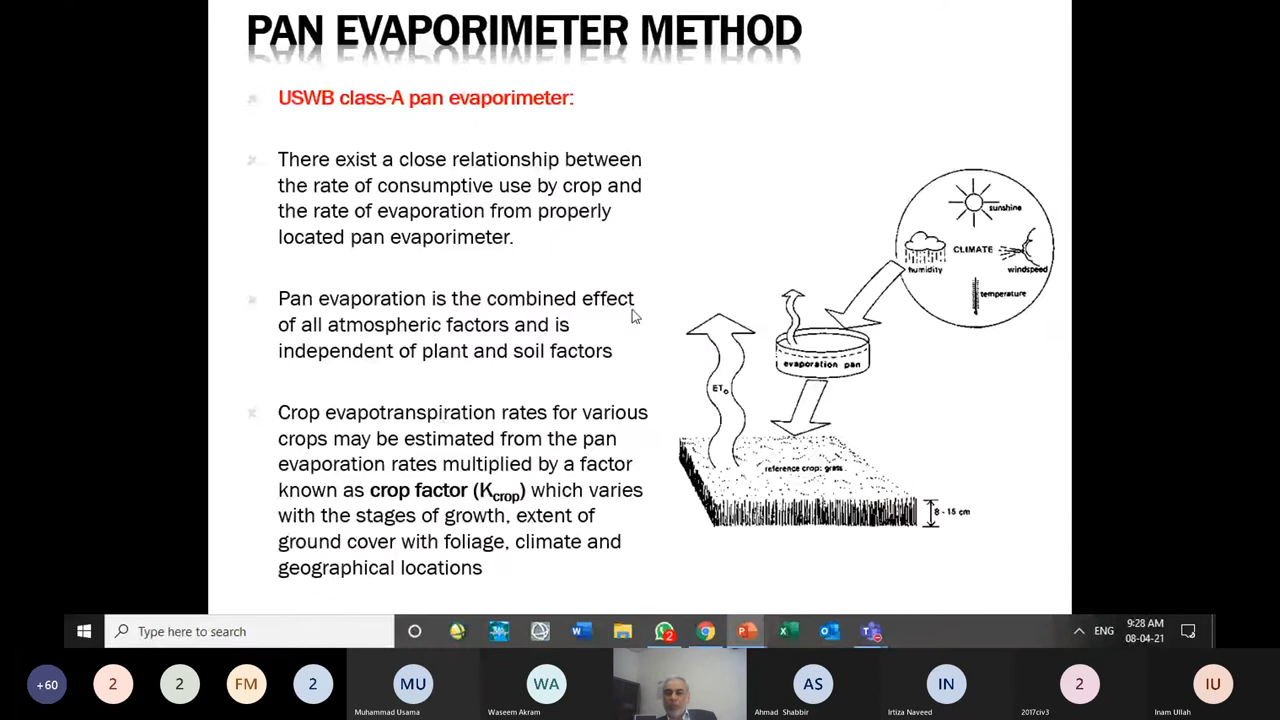 PAN EVAPORIMETER METHOD
USWB class-A pan evaporimeter:
There exist a close relationship between
the rate of consumptive use by crop and
the rate of evaporation from properly
located pan evaporimeter.
Pan evaporation is the combined effect
of all atmospheric factors and is
independent of plant and soil factors
Crop evapotranspiration rates for various
crops may be estimated from the pan
evaporation rates multiplied by a factor
known as crop factor (Kcrop) which varies
with the stages of growth, extent of
ground cover with foliage, climate and
geographical locations
sunshine
CLIMATE
humidity
windspeed
temperature
evaporation pan
ETo
reference crop: grass
8 - 15 cm
Type here to search
2
ENG
9:28 AM
08-04-21
+60
2
2
FM
2
MU
Muhammad Usama
WA
Waseem Akram
AS
Ahmad Shabbir
IN
Irtiza Naveed
2
2017civ3
IU
Inam Ullah